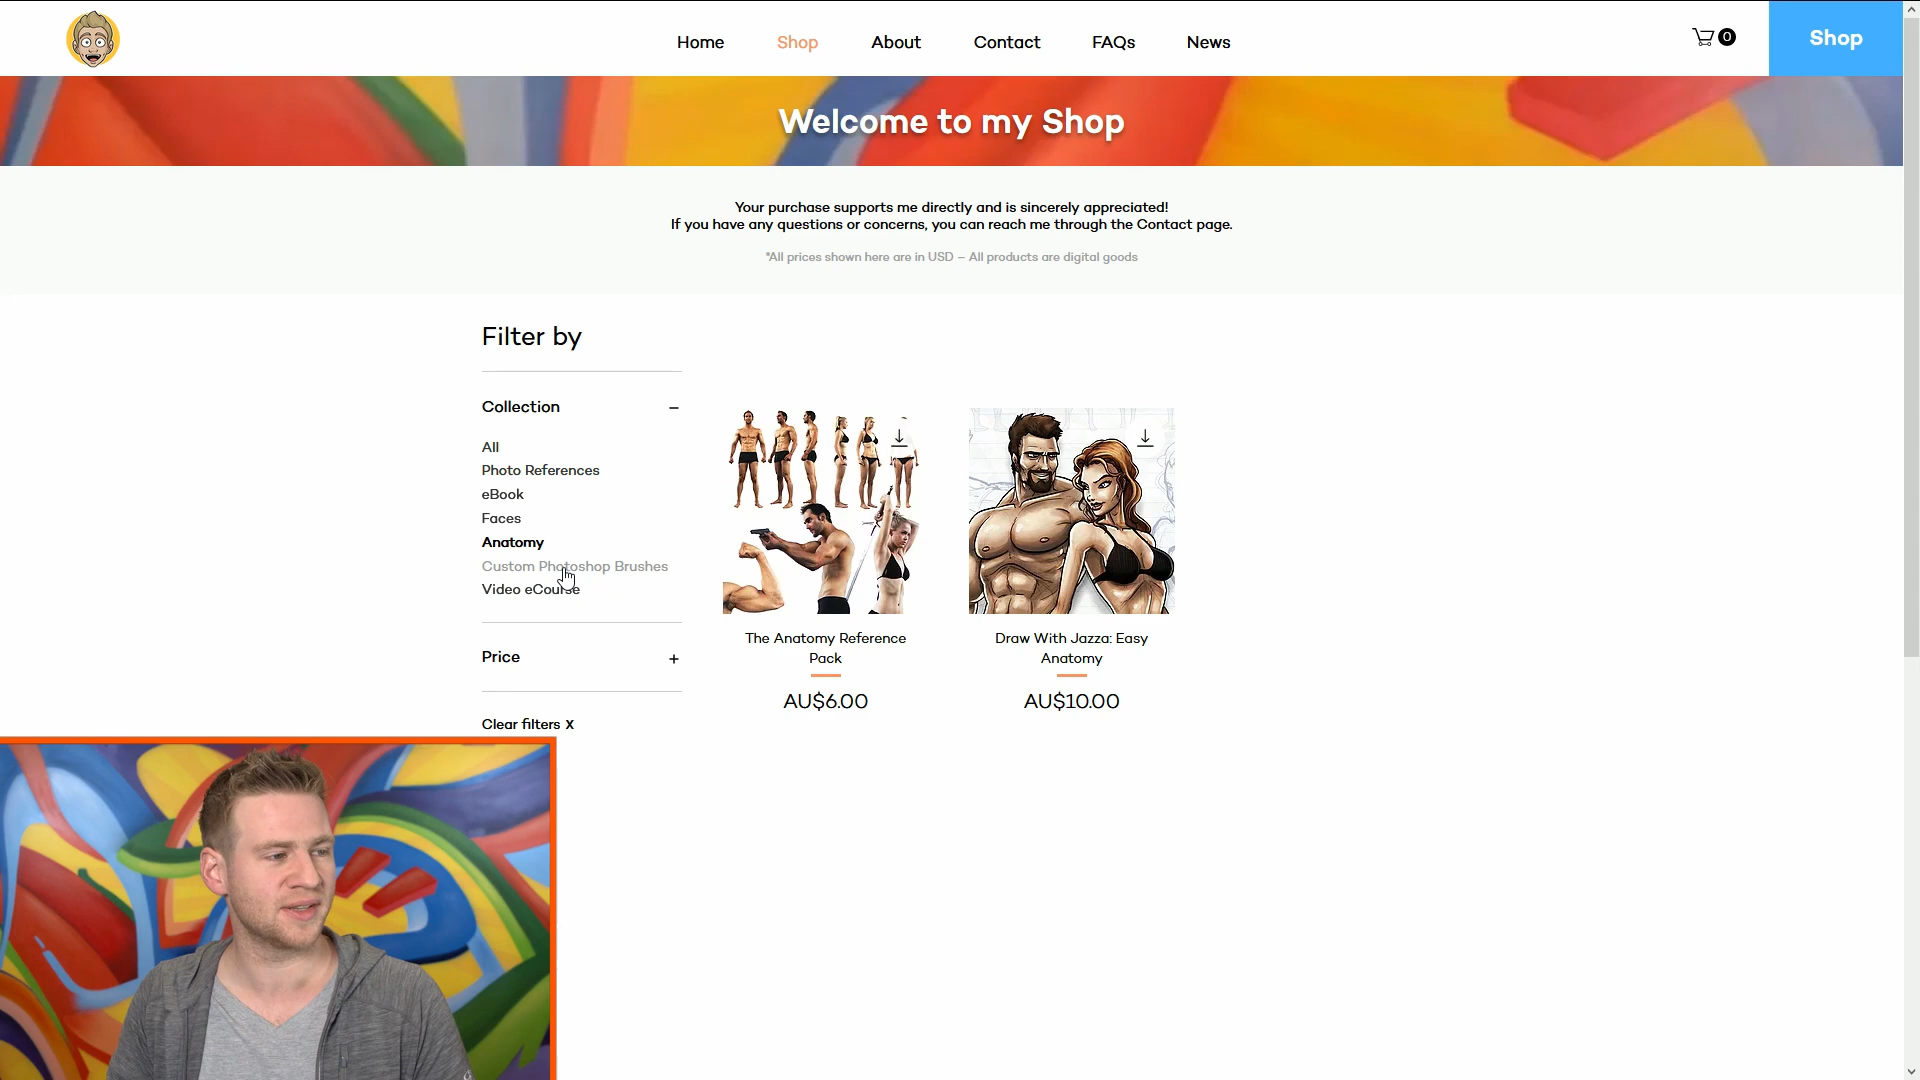 Home
Shop
About
Contact
FAQs
News
0
Shop
Welcome to my Shop
Your purchase supports me directly and is sincerely appreciated!
If you have any questions or concerns, you can reach me through the Contact page.
*All prices shown here are in USD – All products are digital goods
Filter by
Collection
All
Photo References
eBook
Faces
Anatomy
Custom Photoshop Brushes
Video eCourse
Price
Clear filters X
The Anatomy Reference
Pack
AU$6.00
Draw With Jazza: Easy
Anatomy
AU$10.00